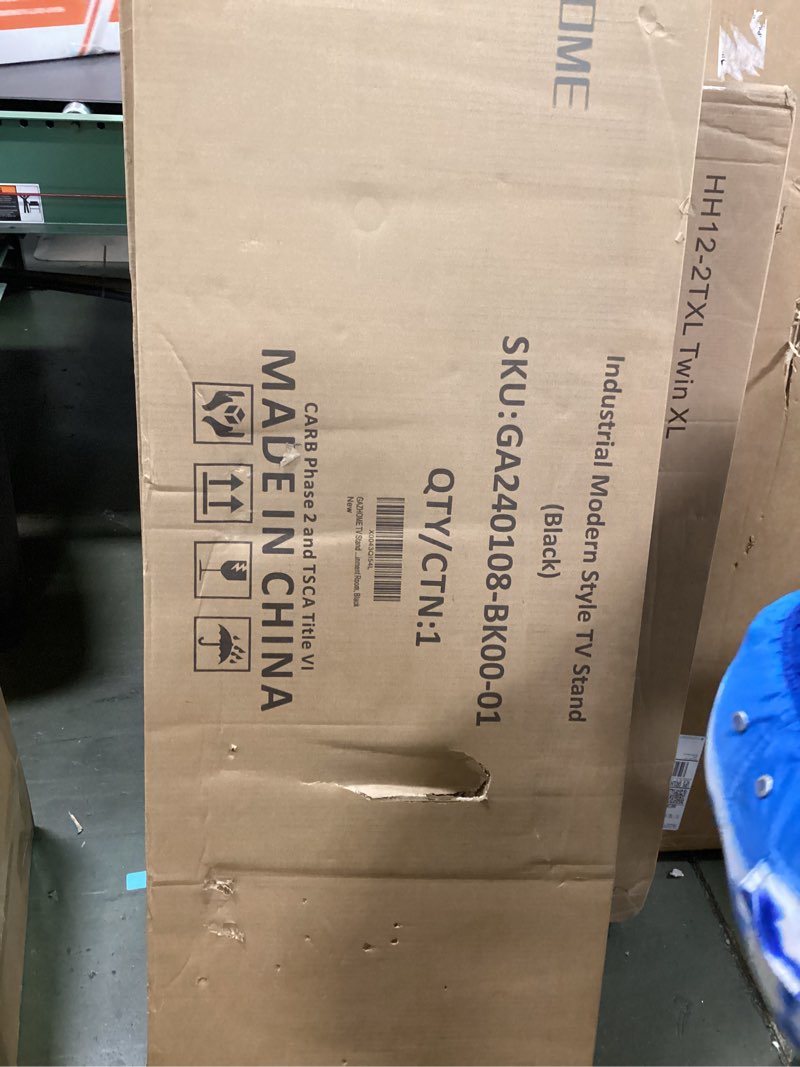 OME
Industrial Modern Style TV Stand
(Black)
SKU:GA240108-BK00-01
QTY/CTN:1
New
CARB Phase 2 and TSCA Title VI
MADE IN CHINA
HH12-2TXL Twin XL